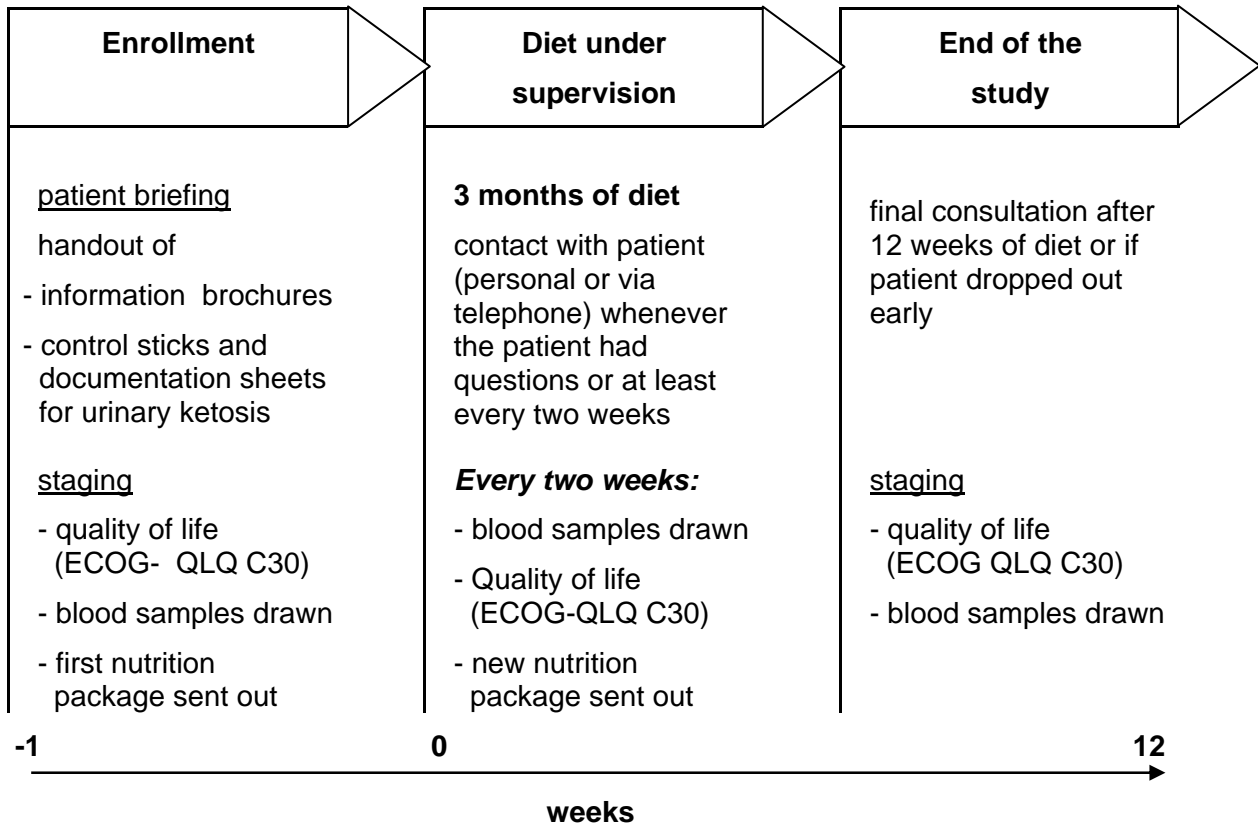 Enrollment
patient briefing
handout of
- information brochures
- control sticks and
documentation sheets
for urinary ketosis
staging
- quality of life
(ECOG- QLQ C30)
- blood samples drawn
- first nutrition
package sent out
Diet under
supervision
3 months of diet
contact with patient
(personal or via
telephone) whenever
the patient had
questions or at least
every two weeks
Every two weeks:
- blood samples drawn
- Quality of life
(ECOG-QLQ C30)
- new nutrition
package sent out
End of the
study
final consultation after
12 weeks of diet or if
patient dropped out
early
staging
- quality of life
(ECOG QLQ C30)
- blood samples drawn
-1 0 12
weeks